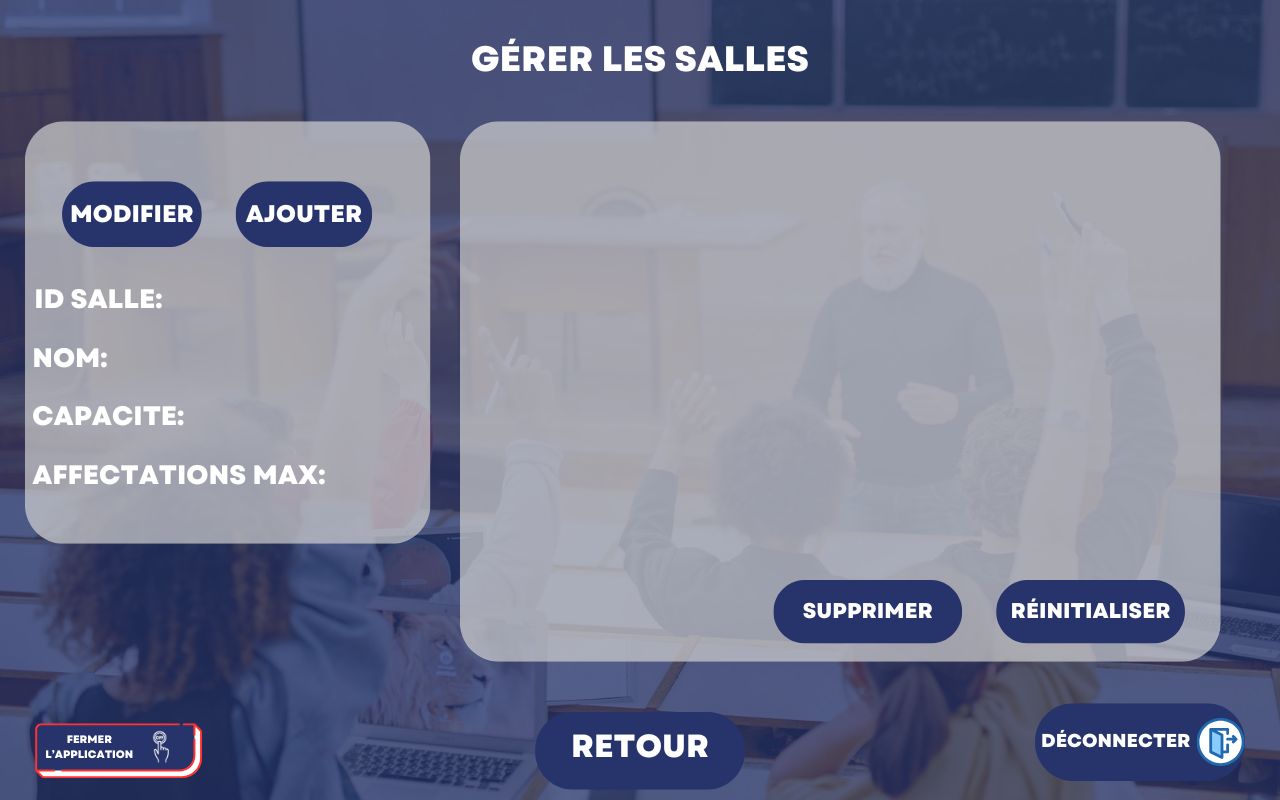 GÉRER LES SALLES
MODIFIER
AJOUTER
ID SALLE:
NOM:
CAPACITE:
AFFECTATIONS MAX:
SUPPRIMER
RÉINITIALISER
FERMER
L'APPLICATION
RETOUR
DÉCONNECTER